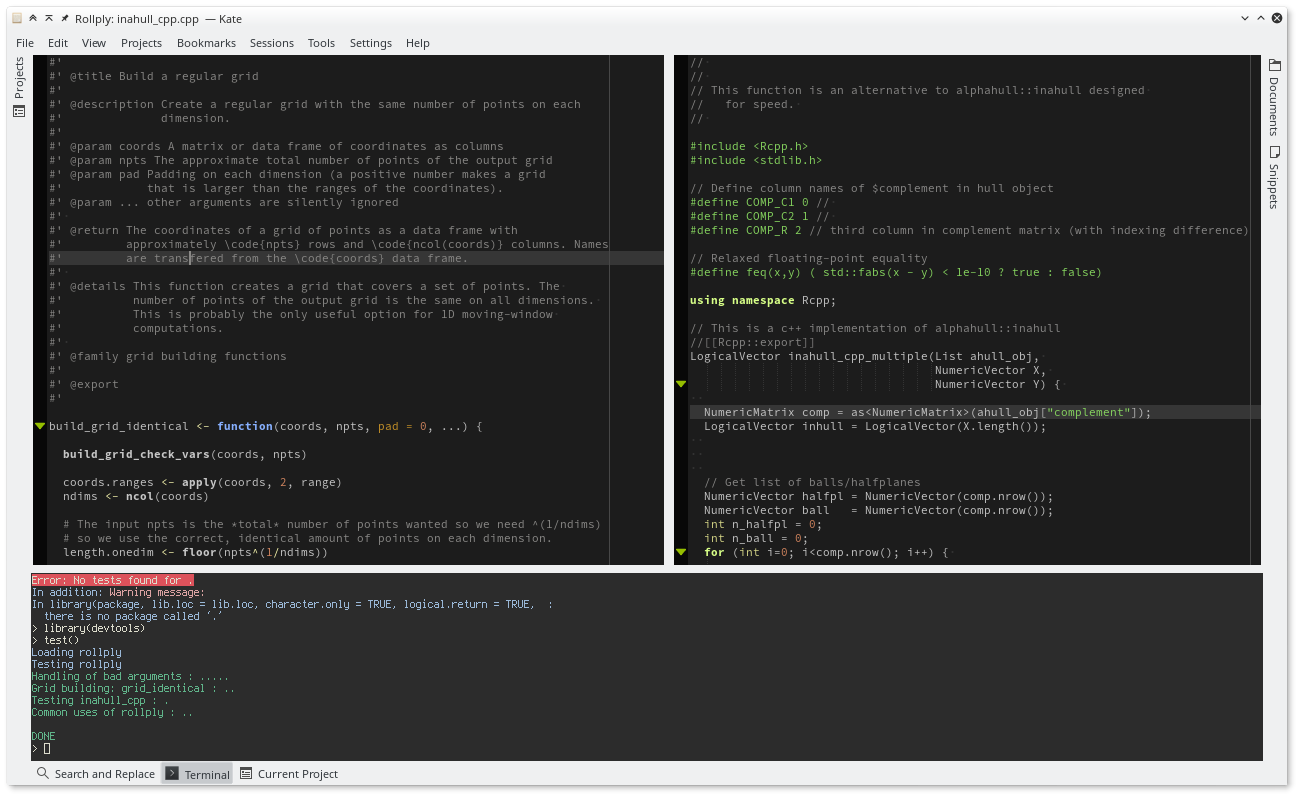 Rollply: inahull_cpp.cpp — Kate
File Edit View Projects Bookmarks Sessions Tools Settings Help
Projects
#'
#' @title Build a regular grid
#'
#' @description Create a regular grid with the same number of points on each
#'              dimension.
#'
#' @param coords A matrix or data frame of coordinates as columns
#' @param npts The approximate total number of points of the output grid
#' @param pad Padding on each dimension (a positive number makes a grid
#'            that is larger than the ranges of the coordinates).
#' @param ... other arguments are silently ignored
#'
#' @return The coordinates of a grid of points as a data frame with
#'         approximately \code{npts} rows and \code{ncol(coords)} columns. Names
#'         are transfered from the \code{coords} data frame.
#'
#' @details This function creates a grid that covers a set of points. The
#'          number of points of the output grid is the same on all dimensions.
#'          This is probably the only useful option for 1D moving-window
#'          computations.
#'
#' @family grid building functions
#'
#' @export
#'
build_grid_identical <- function(coords, npts, pad = 0, ...) {
  build_grid_check_vars(coords, npts)
  coords.ranges <- apply(coords, 2, range)
  ndims <- ncol(coords)
  # The input npts is the *total* number of points wanted so we need ^(1/ndims)
  # so we use the correct, identical amount of points on each dimension.
  length.onedim <- floor(npts^(1/ndims))
//
//
// This function is an alternative to alphahull::inahull designed
//   for speed.
//
#include <Rcpp.h>
#include <stdlib.h>
// Define column names of $complement in hull object
#define COMP_C1 0 //
#define COMP_C2 1 //
#define COMP_R 2 // third column in complement matrix (with indexing difference)
// Relaxed floating-point equality
#define feq(x,y) ( std::fabs(x - y) < 1e-10 ? true : false)
using namespace Rcpp;
// This is a c++ implementation of alphahull::inahull
//[[Rcpp::export]]
LogicalVector inahull_cpp_multiple(List ahull_obj,
                                   NumericVector X,
                                   NumericVector Y) {
  NumericMatrix comp = as<NumericMatrix>(ahull_obj["complement"]);
  LogicalVector inhull = LogicalVector(X.length());
  // Get list of balls/halfplanes
  NumericVector halfpl = NumericVector(comp.nrow());
  NumericVector ball   = NumericVector(comp.nrow());
  int n_halfpl = 0;
  int n_ball = 0;
  for (int i=0; i<comp.nrow(); i++) {
Documents
Snippets
Error: No tests found for .
In addition: Warning message:
In library(package, lib.loc = lib.loc, character.only = TRUE, logical.return = TRUE,  :
  there is no package called ‘.’
> library(devtools)
> test()
Loading rollply
Testing rollply
Handling of bad arguments : .....
Grid building: grid_identical : ..
Testing inahull_cpp : .
Common uses of rollply : ..
DONE
>
Search and Replace Terminal Current Project